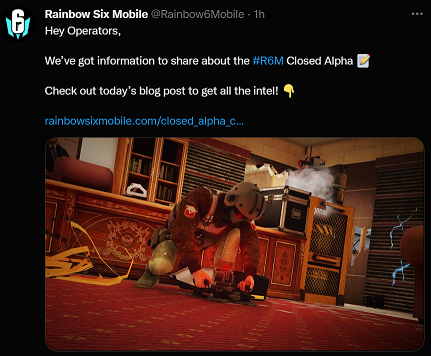 Rainbow Six Mobile @Rainbow6Mobile · 1h
Hey Operators,
We've got information to share about the #R6M Closed Alpha 📝
Check out today's blog post to get all the intel! 👇
rainbowsixmobile.com/closed_alpha_c…